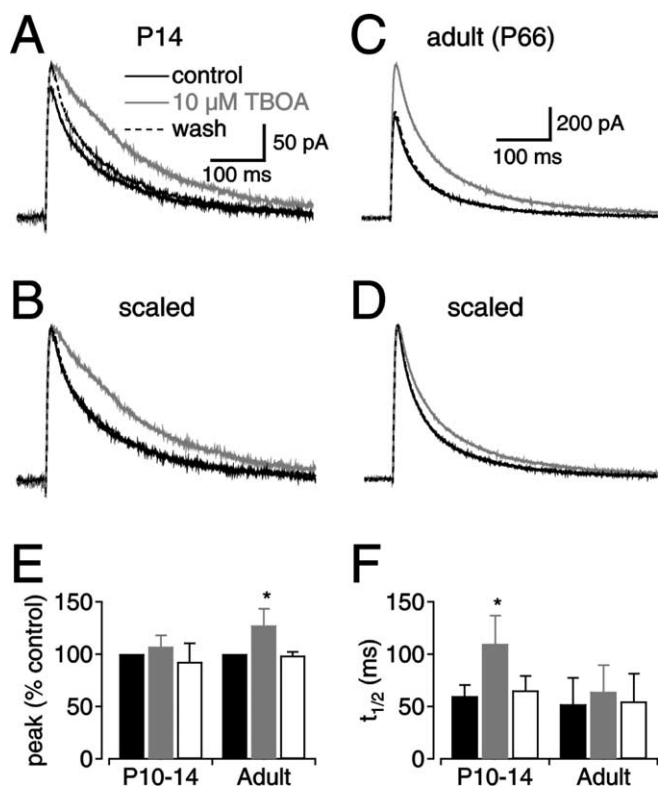 A
P14
control
10 µM TBOA
wash
50 pA
100 ms
C
adult (P66)
200 pA
100 ms
B
scaled
D
scaled
E
peak (% control)
150
100
50
0
*
P10-14
Adult
F
t1/2 (ms)
150
100
50
0
*
P10-14
Adult